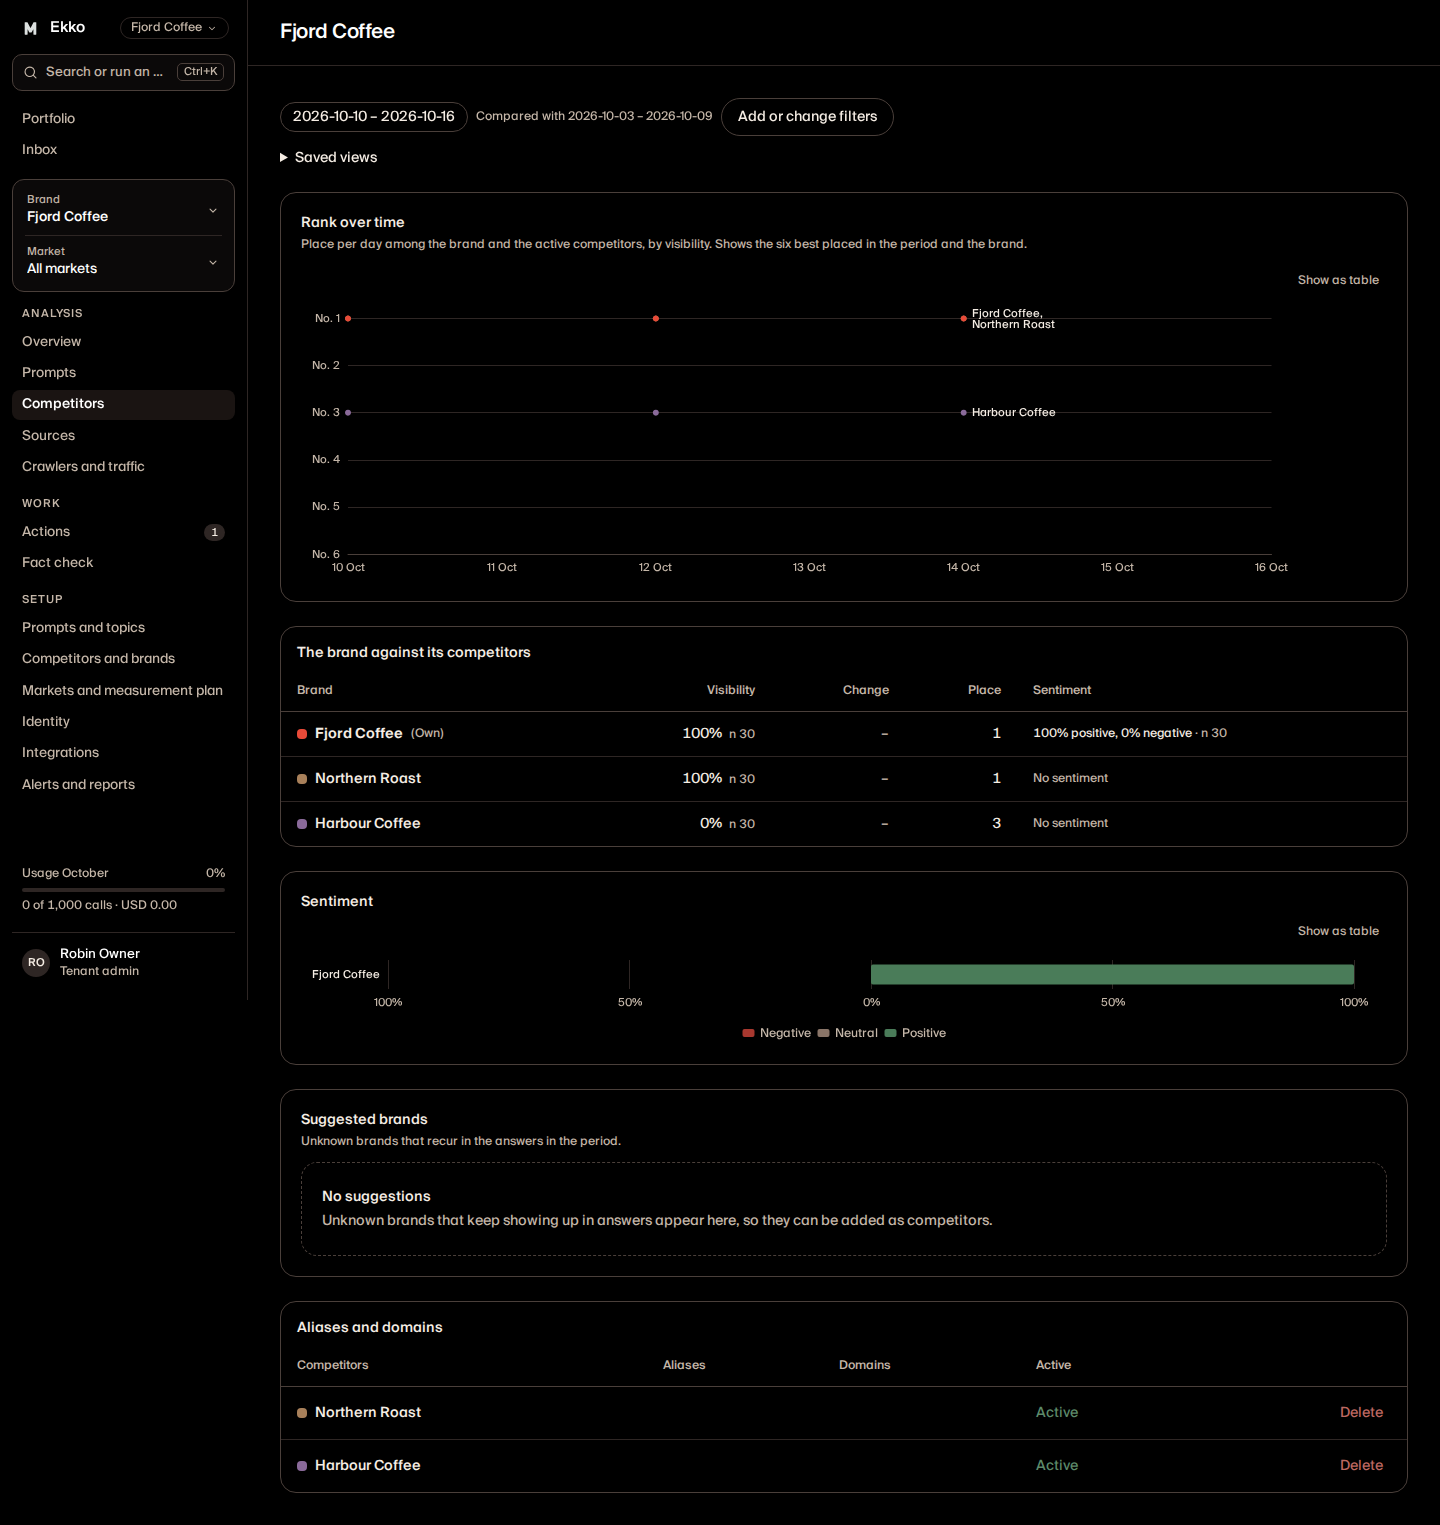 Ekko
Fjord Coffee
Search or run an ...
Ctrl+K
Portfolio
Inbox
Brand
Fjord Coffee
Market
All markets
ANALYSIS
Overview
Prompts
Competitors
Sources
Crawlers and traffic
WORK
Actions 1
Fact check
SETUP
Prompts and topics
Competitors and brands
Markets and measurement plan
Identity
Integrations
Alerts and reports
Usage October 0%
0 of 1,000 calls · USD 0.00
RO
Robin Owner
Tenant admin
Fjord Coffee
2026-10-10 – 2026-10-16 Compared with 2026-10-03 – 2026-10-09 Add or change filters
Saved views
Rank over time
Place per day among the brand and the active competitors, by visibility. Shows the six best placed in the period and the brand.
Show as table
No. 1
Fjord Coffee,
Northern Roast
No. 2
No. 3
Harbour Coffee
No. 4
No. 5
No. 6
10 Oct 11 Oct 12 Oct 13 Oct 14 Oct 15 Oct 16 Oct
The brand against its competitors
Brand Visibility Change Place Sentiment
Fjord Coffee (Own) 100% n 30 – 1 100% positive, 0% negative · n 30
Northern Roast 100% n 30 – 1 No sentiment
Harbour Coffee 0% n 30 – 3 No sentiment
Sentiment
Show as table
Fjord Coffee
100% 50% 0% 50% 100%
Negative Neutral Positive
Suggested brands
Unknown brands that recur in the answers in the period.
No suggestions
Unknown brands that keep showing up in answers appear here, so they can be added as competitors.
Aliases and domains
Competitors Aliases Domains Active
Northern Roast Active Delete
Harbour Coffee Active Delete